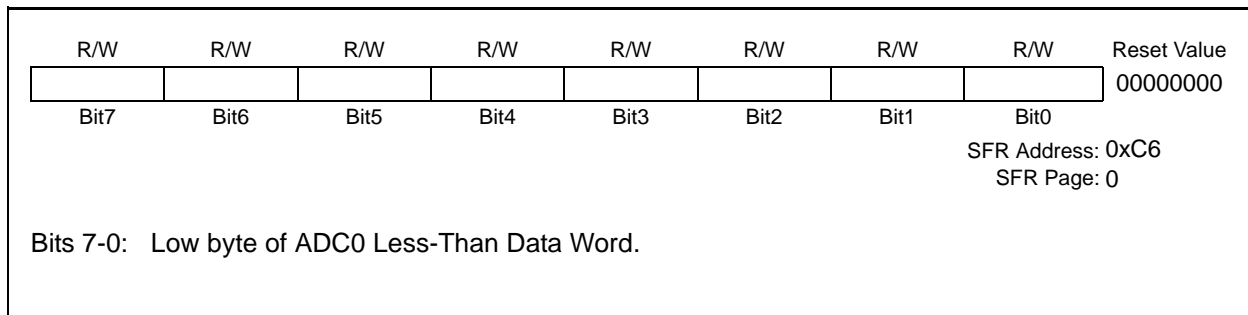 R/W R/W R/W R/W R/W R/W R/W R/W Reset Value
00000000
Bit7 Bit6 Bit5 Bit4 Bit3 Bit2 Bit1 Bit0
SFR Address: 0xC6
SFR Page: 0
Bits 7-0: Low byte of ADC0 Less-Than Data Word.